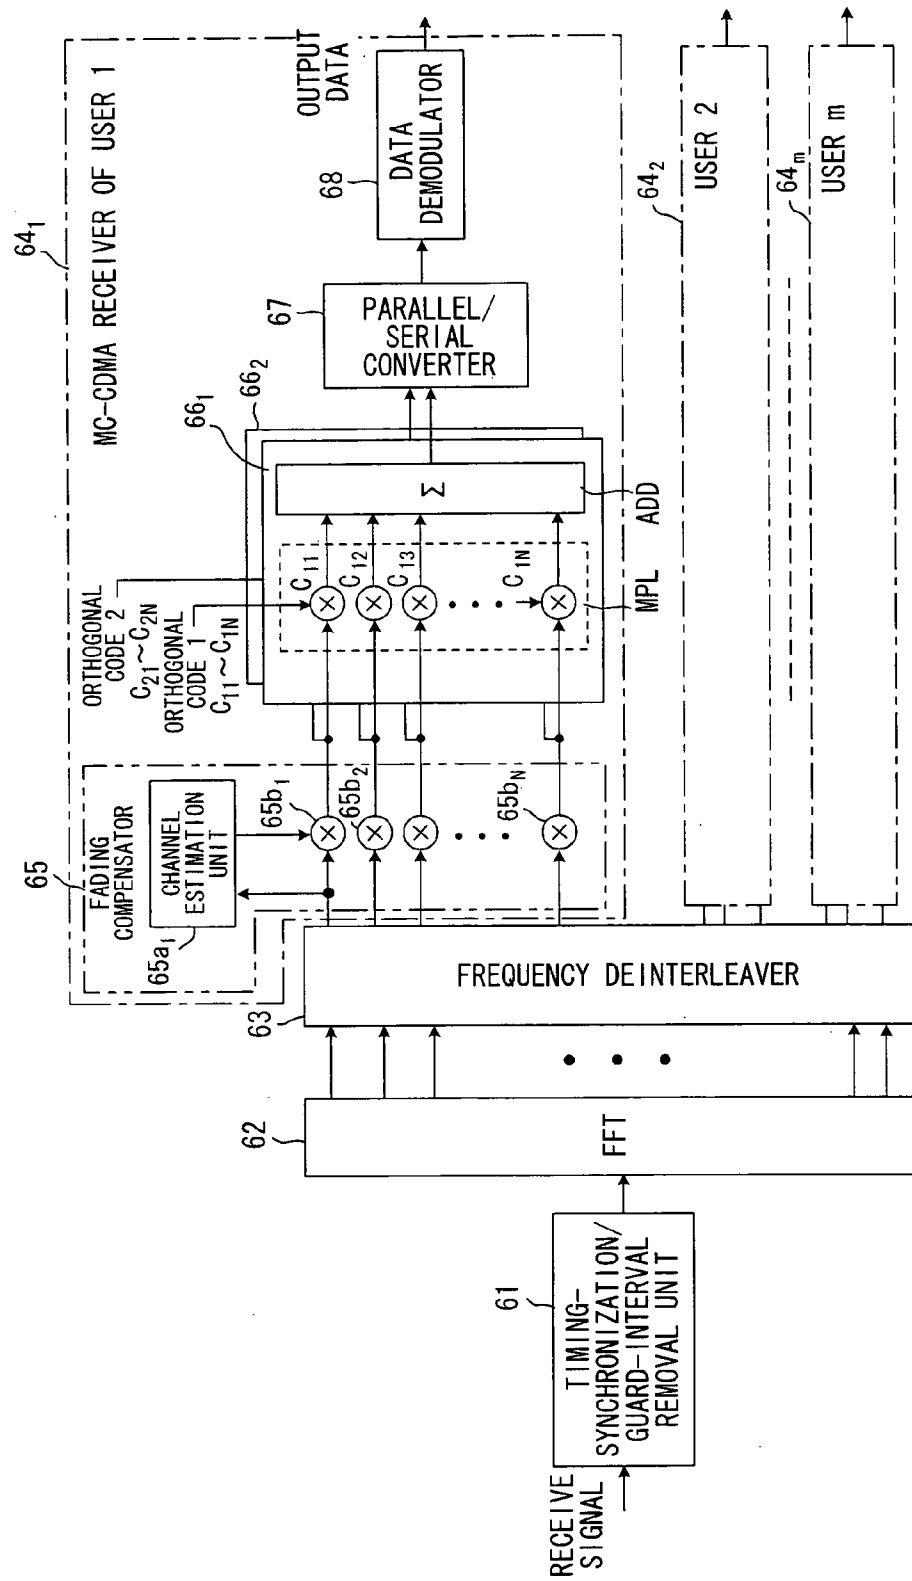 RECEIVE
SIGNAL
61
TIMING-
SYNCHRONIZATION/
GUARD-INTERVAL
REMOVAL UNIT
62
FFT
63
FREQUENCY DEINTERLEAVER
65
FADING
COMPENSATOR
CHANNEL
ESTIMATION
UNIT
65a₁
65b₁
65b₂
65bN
64₁
MC-CDMA RECEIVER OF USER 1
ORTHOGONAL
CODE 2
C₂₁~C₂N
ORTHOGONAL
CODE 1
C₁₁~C₁N
C₁₁
C₁₂
C₁₃
C₁N
MPL
66₁
66₂
Σ
ADD
67
PARALLEL/
SERIAL
CONVERTER
68
DATA
DEMODULATOR
OUTPUT
DATA
64₂
USER 2
64m
USER m